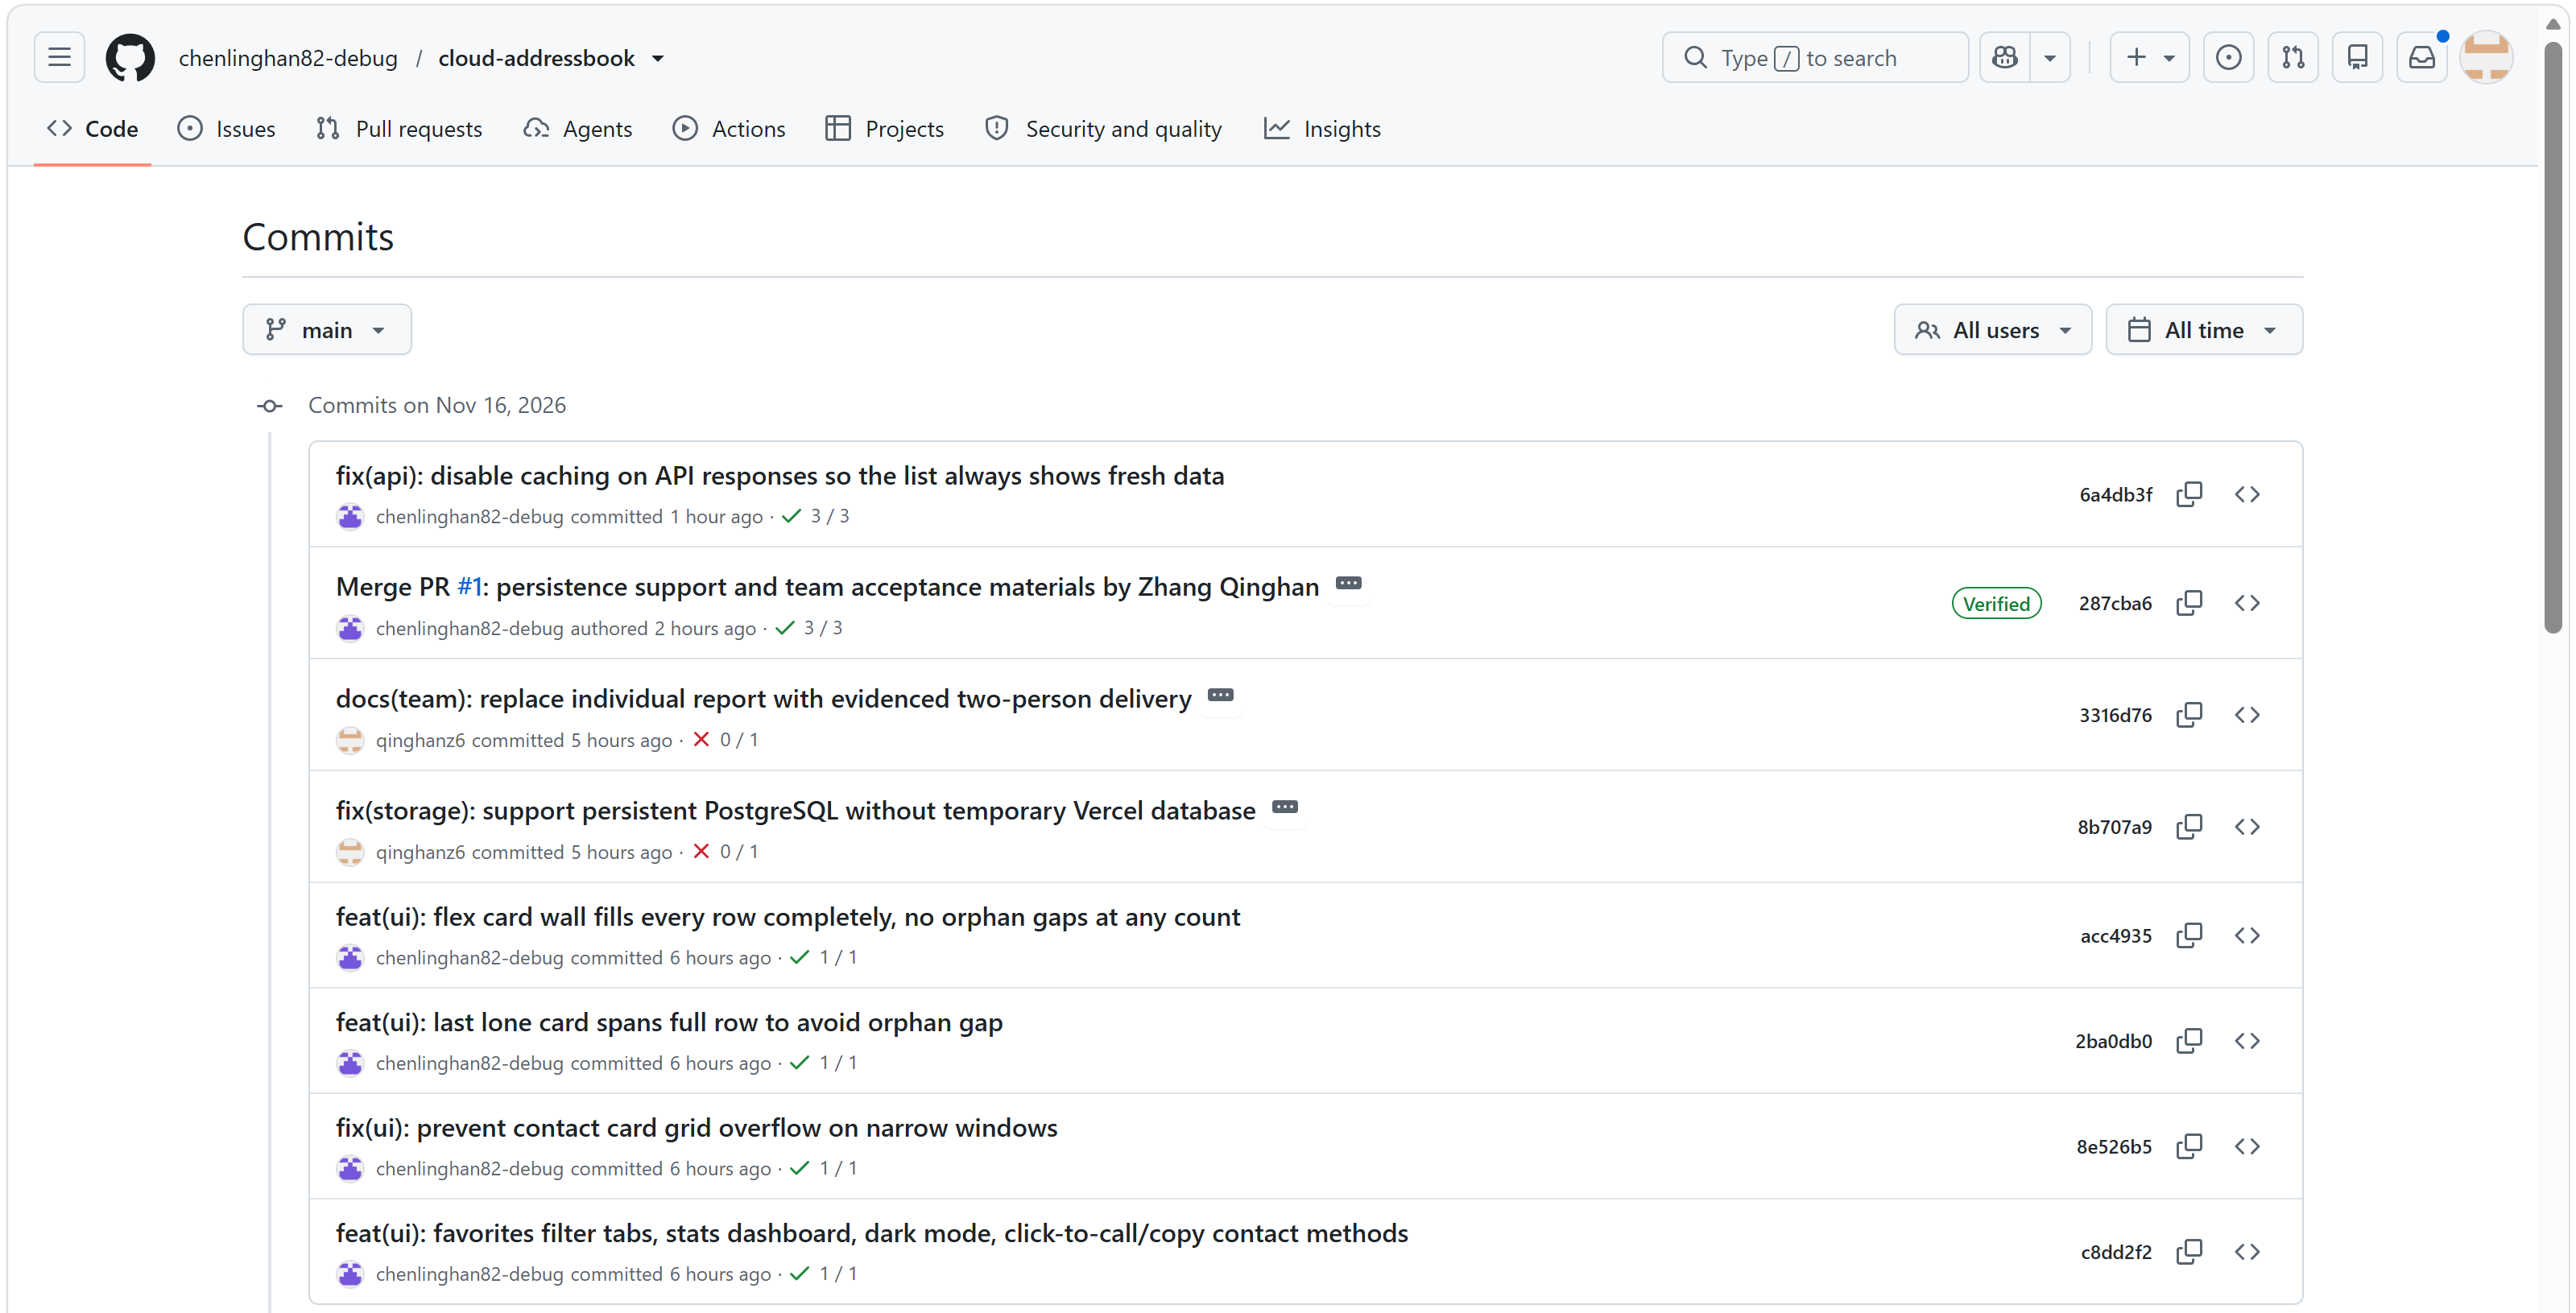 chenlinghan82-debug / cloud-addressbook
Type / to search
Code Issues Pull requests Agents Actions Projects Security and quality Insights
Commits
main All users All time
Commits on Nov 16, 2026
fix(api): disable caching on API responses so the list always shows fresh data
chenlinghan82-debug committed 1 hour ago · 3 / 3
6a4db3f
Merge PR #1: persistence support and team acceptance materials by Zhang Qinghan
chenlinghan82-debug authored 2 hours ago · 3 / 3
Verified 287cba6
docs(team): replace individual report with evidenced two-person delivery
qinghanz6 committed 5 hours ago · 0 / 1
3316d76
fix(storage): support persistent PostgreSQL without temporary Vercel database
qinghanz6 committed 5 hours ago · 0 / 1
8b707a9
feat(ui): flex card wall fills every row completely, no orphan gaps at any count
chenlinghan82-debug committed 6 hours ago · 1 / 1
acc4935
feat(ui): last lone card spans full row to avoid orphan gap
chenlinghan82-debug committed 6 hours ago · 1 / 1
2ba0db0
fix(ui): prevent contact card grid overflow on narrow windows
chenlinghan82-debug committed 6 hours ago · 1 / 1
8e526b5
feat(ui): favorites filter tabs, stats dashboard, dark mode, click-to-call/copy contact methods
chenlinghan82-debug committed 6 hours ago · 1 / 1
c8dd2f2